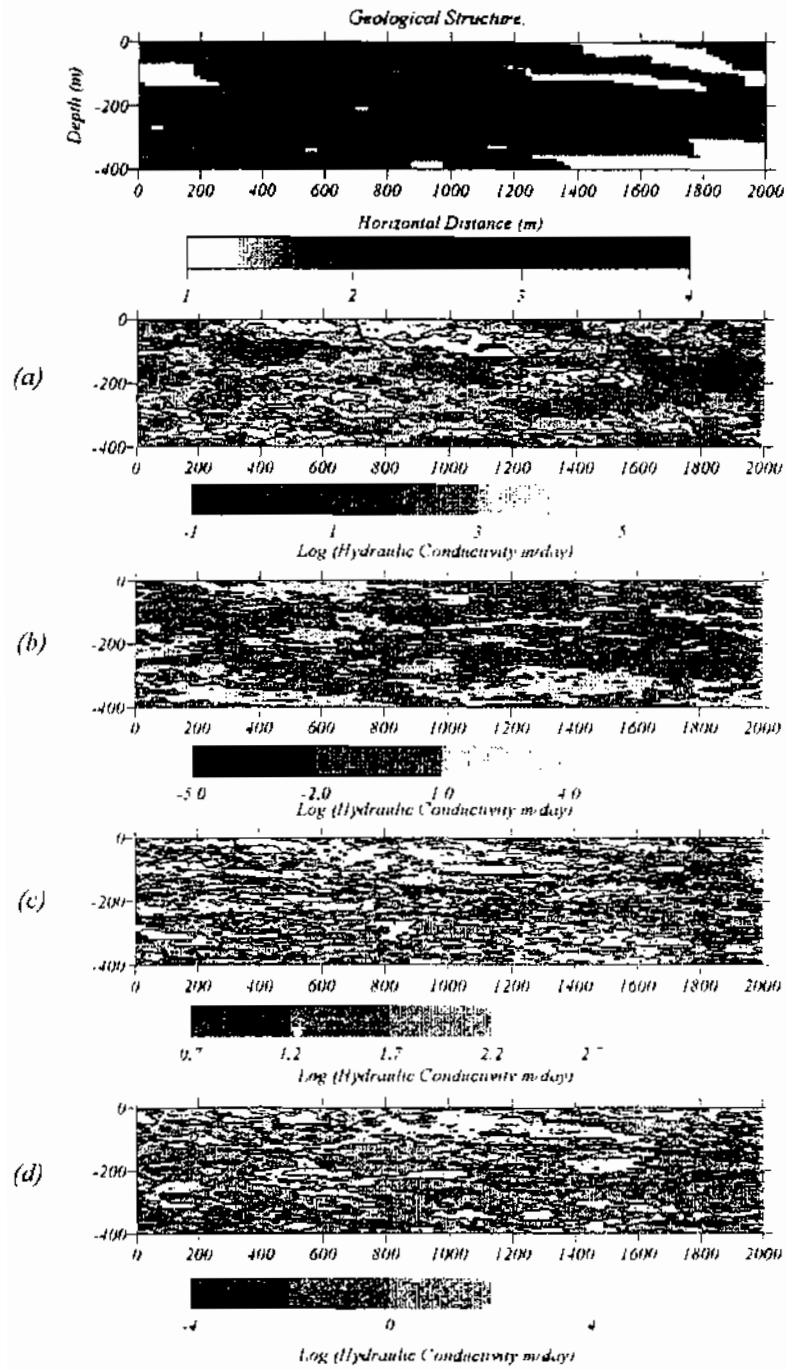 Geological Structure.
Depth (m)
0
-200
-400
0 200 400 600 800 1000 1200 1400 1600 1800 2000
Horizontal Distance (m)
1 2 3 4
(a)
0
-200
-400
0 200 400 600 800 1000 1200 1400 1600 1800 2000
-1 1 3 5
Log (Hydraulic Conductivity m/day)
(b)
0
-200
-400
0 200 400 600 800 1000 1200 1400 1600 1800 2000
-5.0 -2.0 1.0 4.0
Log (Hydraulic Conductivity m/day)
(c)
0
-200
-400
0 200 400 600 800 1000 1200 1400 1600 1800 2000
0.7 1.2 1.7 2.2
Log (Hydraulic Conductivity m/day)
(d)
0
-200
-400
0 200 400 600 800 1000 1200 1400 1600 1800 2000
-4 0 4
Log (Hydraulic Conductivity m/day)